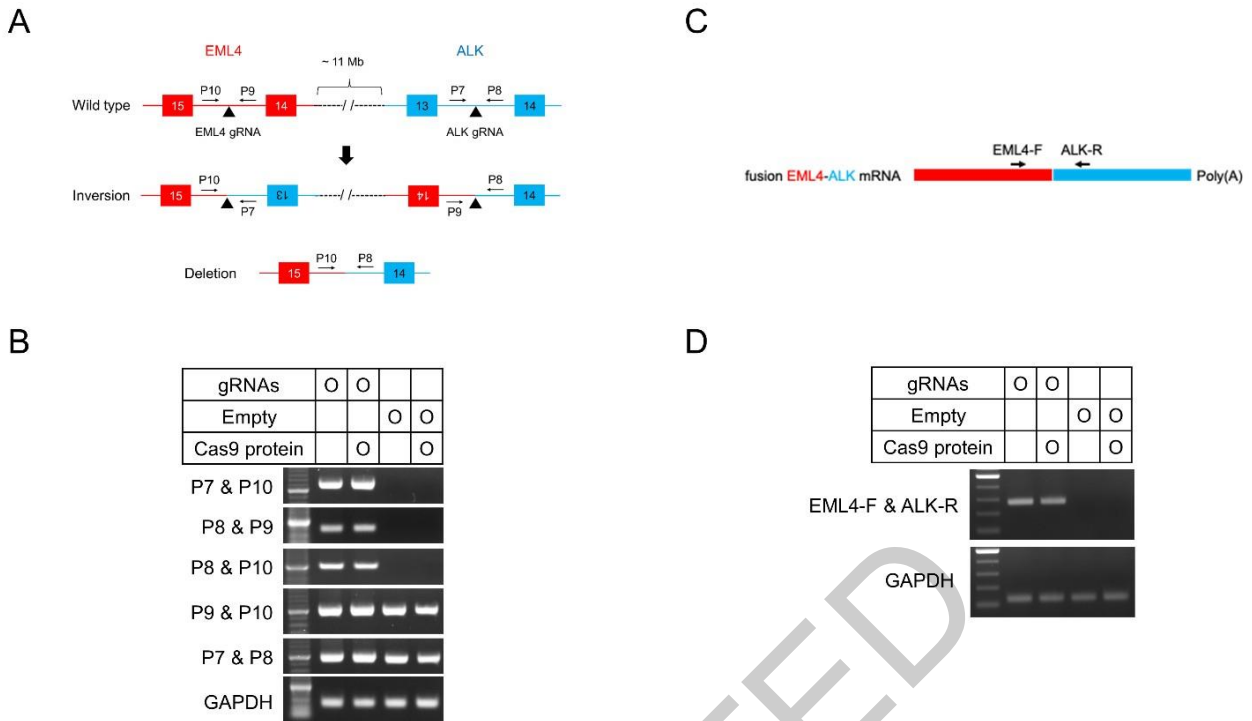 A
EML4
ALK
~ 11 Mb
P10
P9
P7
P8
Wild type
15
14
13
14
EML4 gRNA
ALK gRNA
P10
P8
Inversion
15
13
14
14
P7
P9
P10
P8
Deletion
15
14
B
gRNAs O O
Empty O O
Cas9 protein O O
P7 & P10
P8 & P9
P8 & P10
P9 & P10
P7 & P8
GAPDH
C
EML4-F ALK-R
fusion EML4-ALK mRNA
Poly(A)
D
gRNAs O O
Empty O O
Cas9 protein O O
EML4-F & ALK-R
GAPDH